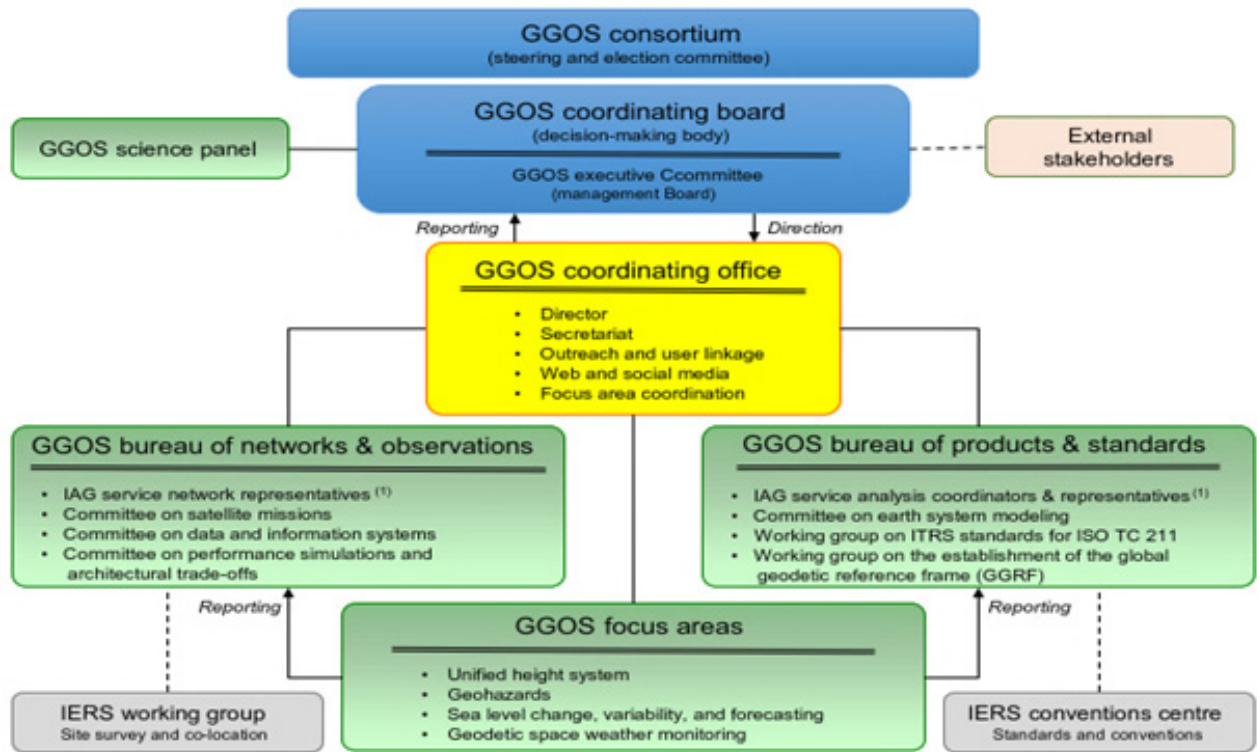 GGOS consortium
(steering and election committee)
GGOS coordinating board
(decision-making body)
GGOS executive Ccommittee
(management Board)
GGOS science panel
External
stakeholders
Reporting
Direction
GGOS coordinating office
• Director
• Secretariat
• Outreach and user linkage
• Web and social media
• Focus area coordination
GGOS bureau of networks & observations
• IAG service network representatives (1)
• Committee on satellite missions
• Committee on data and information systems
• Committee on performance simulations and
architectural trade-offs
GGOS bureau of products & standards
• IAG service analysis coordinators & representatives (1)
• Committee on earth system modeling
• Working group on ITRS standards for ISO TC 211
• Working group on the establishment of the global
geodetic reference frame (GGRF)
Reporting
Reporting
GGOS focus areas
• Unified height system
• Geohazards
• Sea level change, variability, and forecasting
• Geodetic space weather monitoring
IERS working group
Site survey and co-location
IERS conventions centre
Standards and conventions